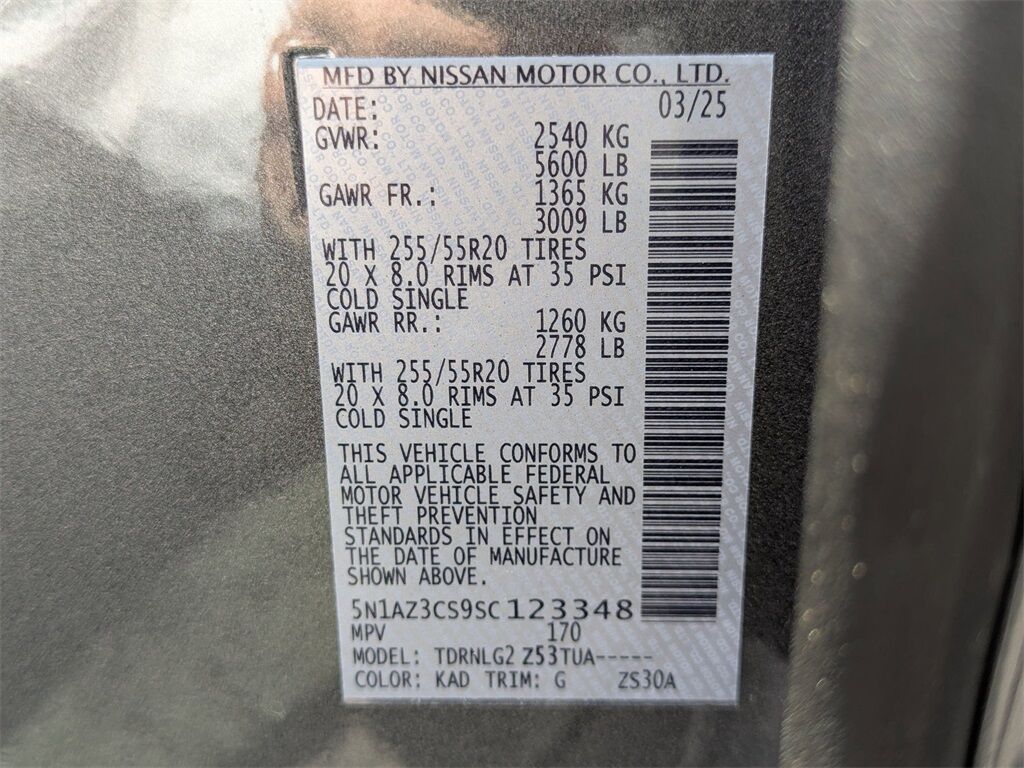 MFD BY NISSAN MOTOR CO., LTD.
DATE: 03/25
GVWR: 2540 KG
5600 LB
GAWR FR.: 1365 KG
3009 LB
WITH 255/55R20 TIRES
20 X 8.0 RIMS AT 35 PSI
COLD SINGLE
GAWR RR.: 1260 KG
2778 LB
WITH 255/55R20 TIRES
20 X 8.0 RIMS AT 35 PSI
COLD SINGLE
THIS VEHICLE CONFORMS TO
ALL APPLICABLE FEDERAL
MOTOR VEHICLE SAFETY AND
THEFT PREVENTION
STANDARDS IN EFFECT ON
THE DATE OF MANUFACTURE
SHOWN ABOVE.
5N1AZ3CS9SC123348
MPV 170
MODEL: TDRNLG2 Z53TUA-----
COLOR: KAD TRIM: G ZS30A